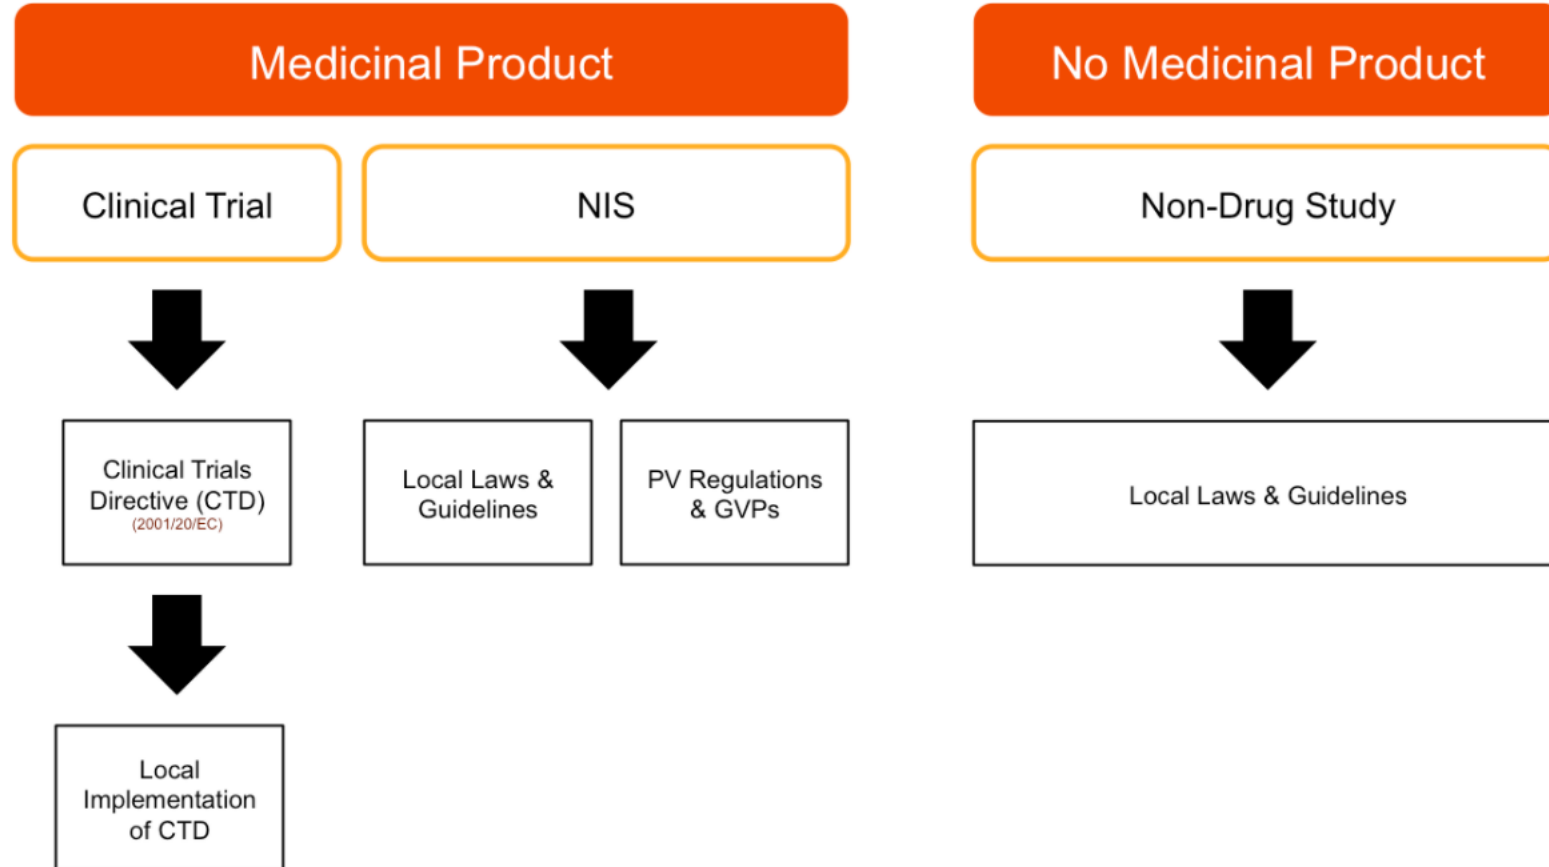 Medicinal Product
No Medicinal Product
Clinical Trial
NIS
Non-Drug Study
Clinical Trials
Directive (CTD)
(2001/20/EC)
Local Laws &
Guidelines
PV Regulations
& GVPs
Local Laws & Guidelines
Local
Implementation
of CTD